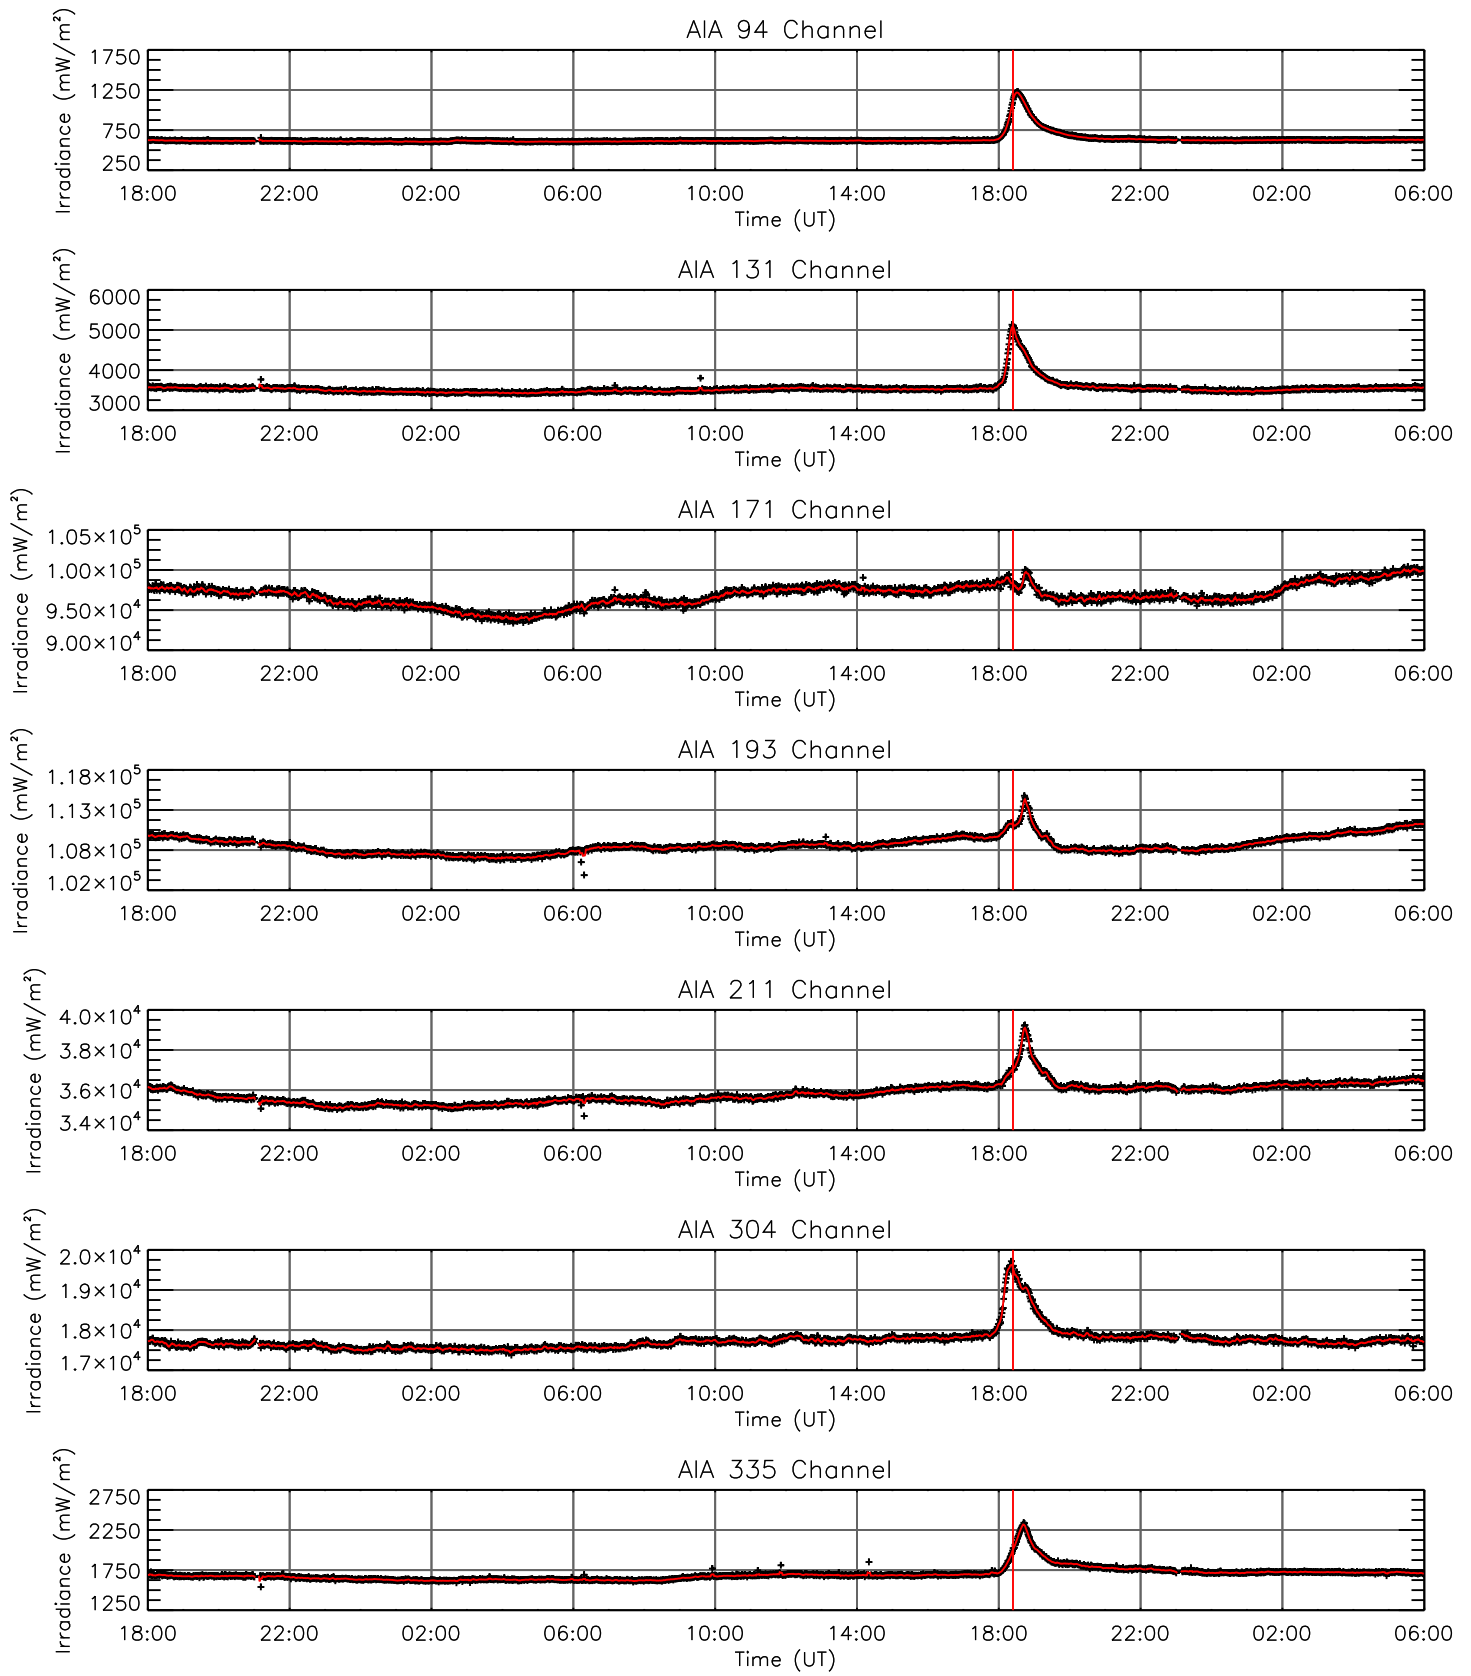 AIA 94 Channel
Irradiance (mW/m²)
1750
1250
750
250
18:00 22:00 02:00 06:00 10:00 14:00 18:00 22:00 02:00 06:00
Time (UT)
AIA 131 Channel
Irradiance (mW/m²)
6000
5000
4000
3000
18:00 22:00 02:00 06:00 10:00 14:00 18:00 22:00 02:00 06:00
Time (UT)
AIA 171 Channel
Irradiance (mW/m²)
1.05×10⁵
1.00×10⁵
9.50×10⁴
9.00×10⁴
18:00 22:00 02:00 06:00 10:00 14:00 18:00 22:00 02:00 06:00
Time (UT)
AIA 193 Channel
Irradiance (mW/m²)
1.18×10⁵
1.13×10⁵
1.08×10⁵
1.02×10⁵
18:00 22:00 02:00 06:00 10:00 14:00 18:00 22:00 02:00 06:00
Time (UT)
AIA 211 Channel
Irradiance (mW/m²)
4.0×10⁴
3.8×10⁴
3.6×10⁴
3.4×10⁴
18:00 22:00 02:00 06:00 10:00 14:00 18:00 22:00 02:00 06:00
Time (UT)
AIA 304 Channel
Irradiance (mW/m²)
2.0×10⁴
1.9×10⁴
1.8×10⁴
1.7×10⁴
18:00 22:00 02:00 06:00 10:00 14:00 18:00 22:00 02:00 06:00
Time (UT)
AIA 335 Channel
Irradiance (mW/m²)
2750
2250
1750
1250
18:00 22:00 02:00 06:00 10:00 14:00 18:00 22:00 02:00 06:00
Time (UT)